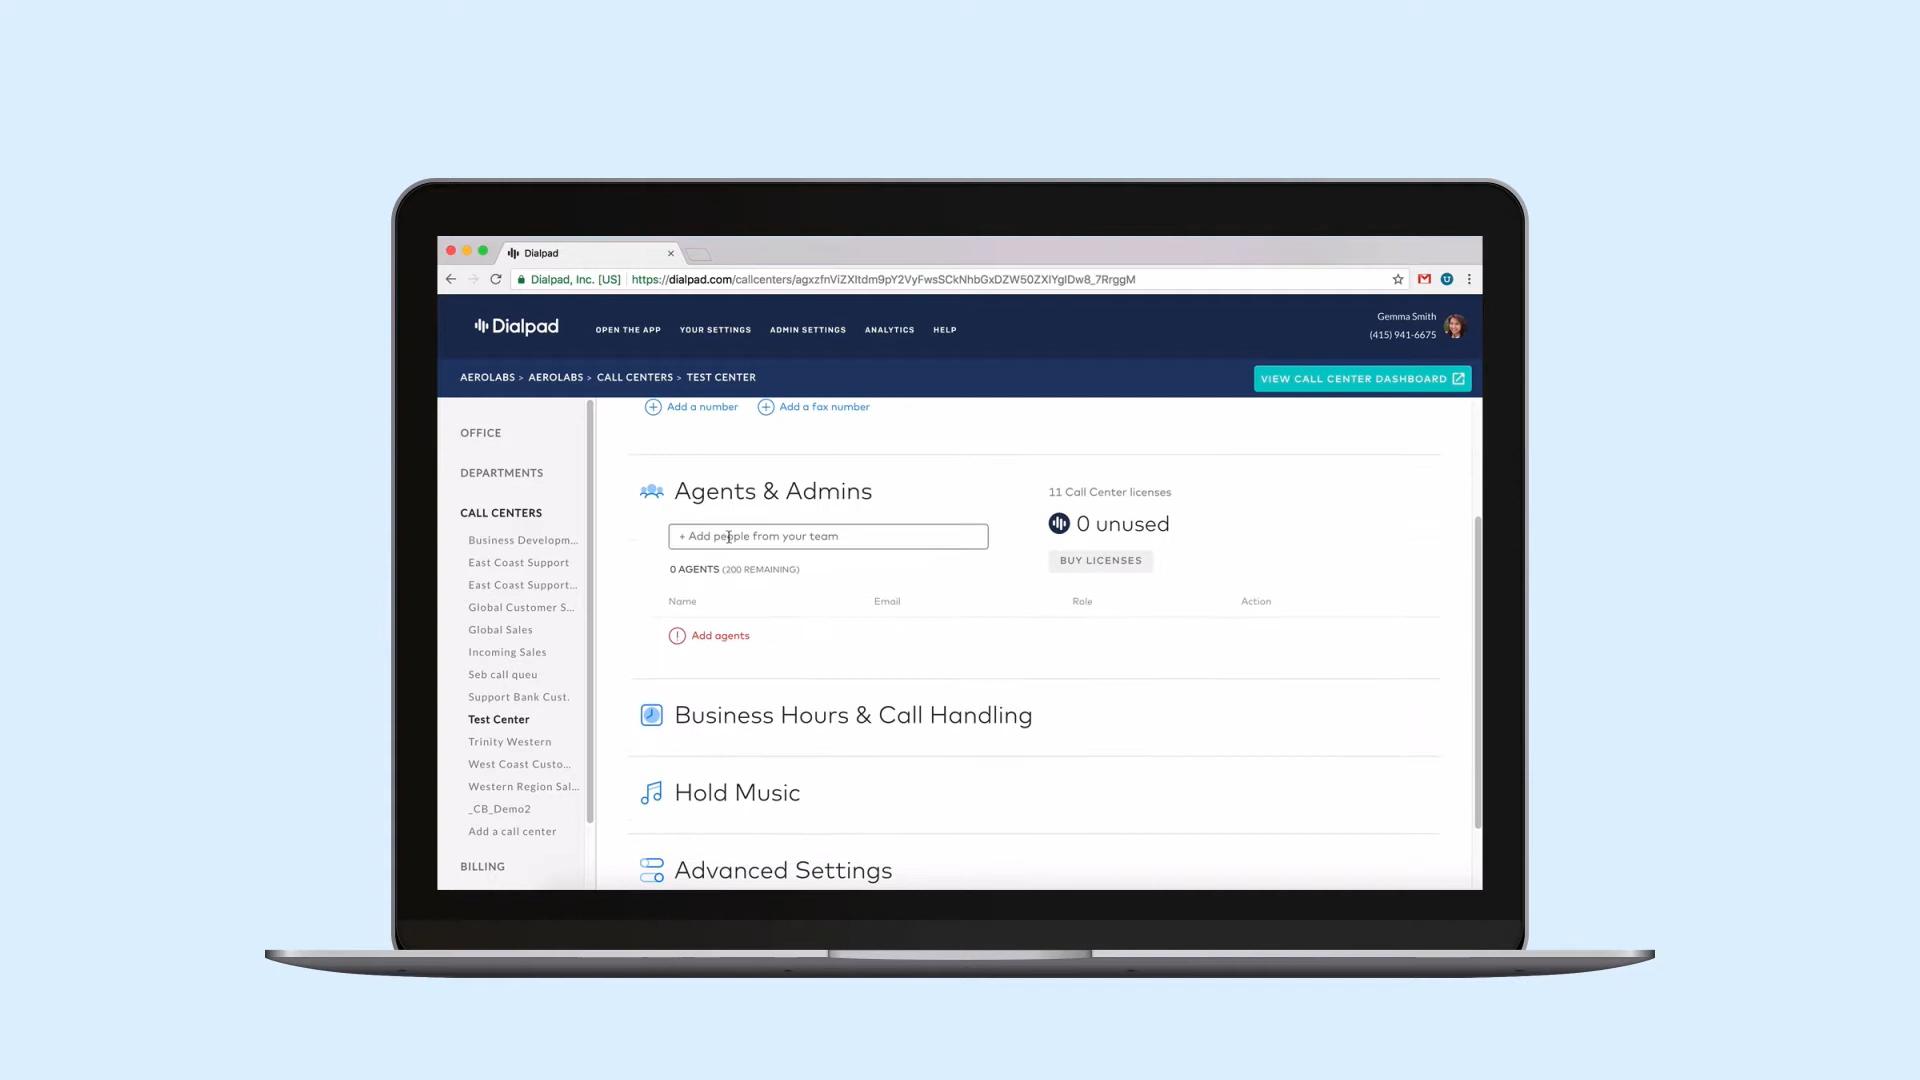 Dialpad
Dialpad, Inc. [US] https://dialpad.com/callcenters/agxzfnViZXItdm9pY2VyFwsSCkNhbGxDZW50ZXIYgIDw8_7RrggM
Dialpad OPEN THE APP YOUR SETTINGS ADMIN SETTINGS ANALYTICS HELP
Gemma Smith
(415) 941-6675
AEROLABS > AEROLABS > CALL CENTERS > TEST CENTER
VIEW CALL CENTER DASHBOARD
OFFICE
DEPARTMENTS
CALL CENTERS
Business Developm...
East Coast Support
East Coast Support...
Global Customer S...
Global Sales
Incoming Sales
Seb call queu
Support Bank Cust.
Test Center
Trinity Western
West Coast Custo...
Western Region Sal...
_CB_Demo2
Add a call center
BILLING
Add a number Add a fax number
Agents & Admins
+ Add people from your team
0 AGENTS (200 REMAINING)
11 Call Center licenses
0 unused
BUY LICENSES
Name Email Role Action
Add agents
Business Hours & Call Handling
Hold Music
Advanced Settings